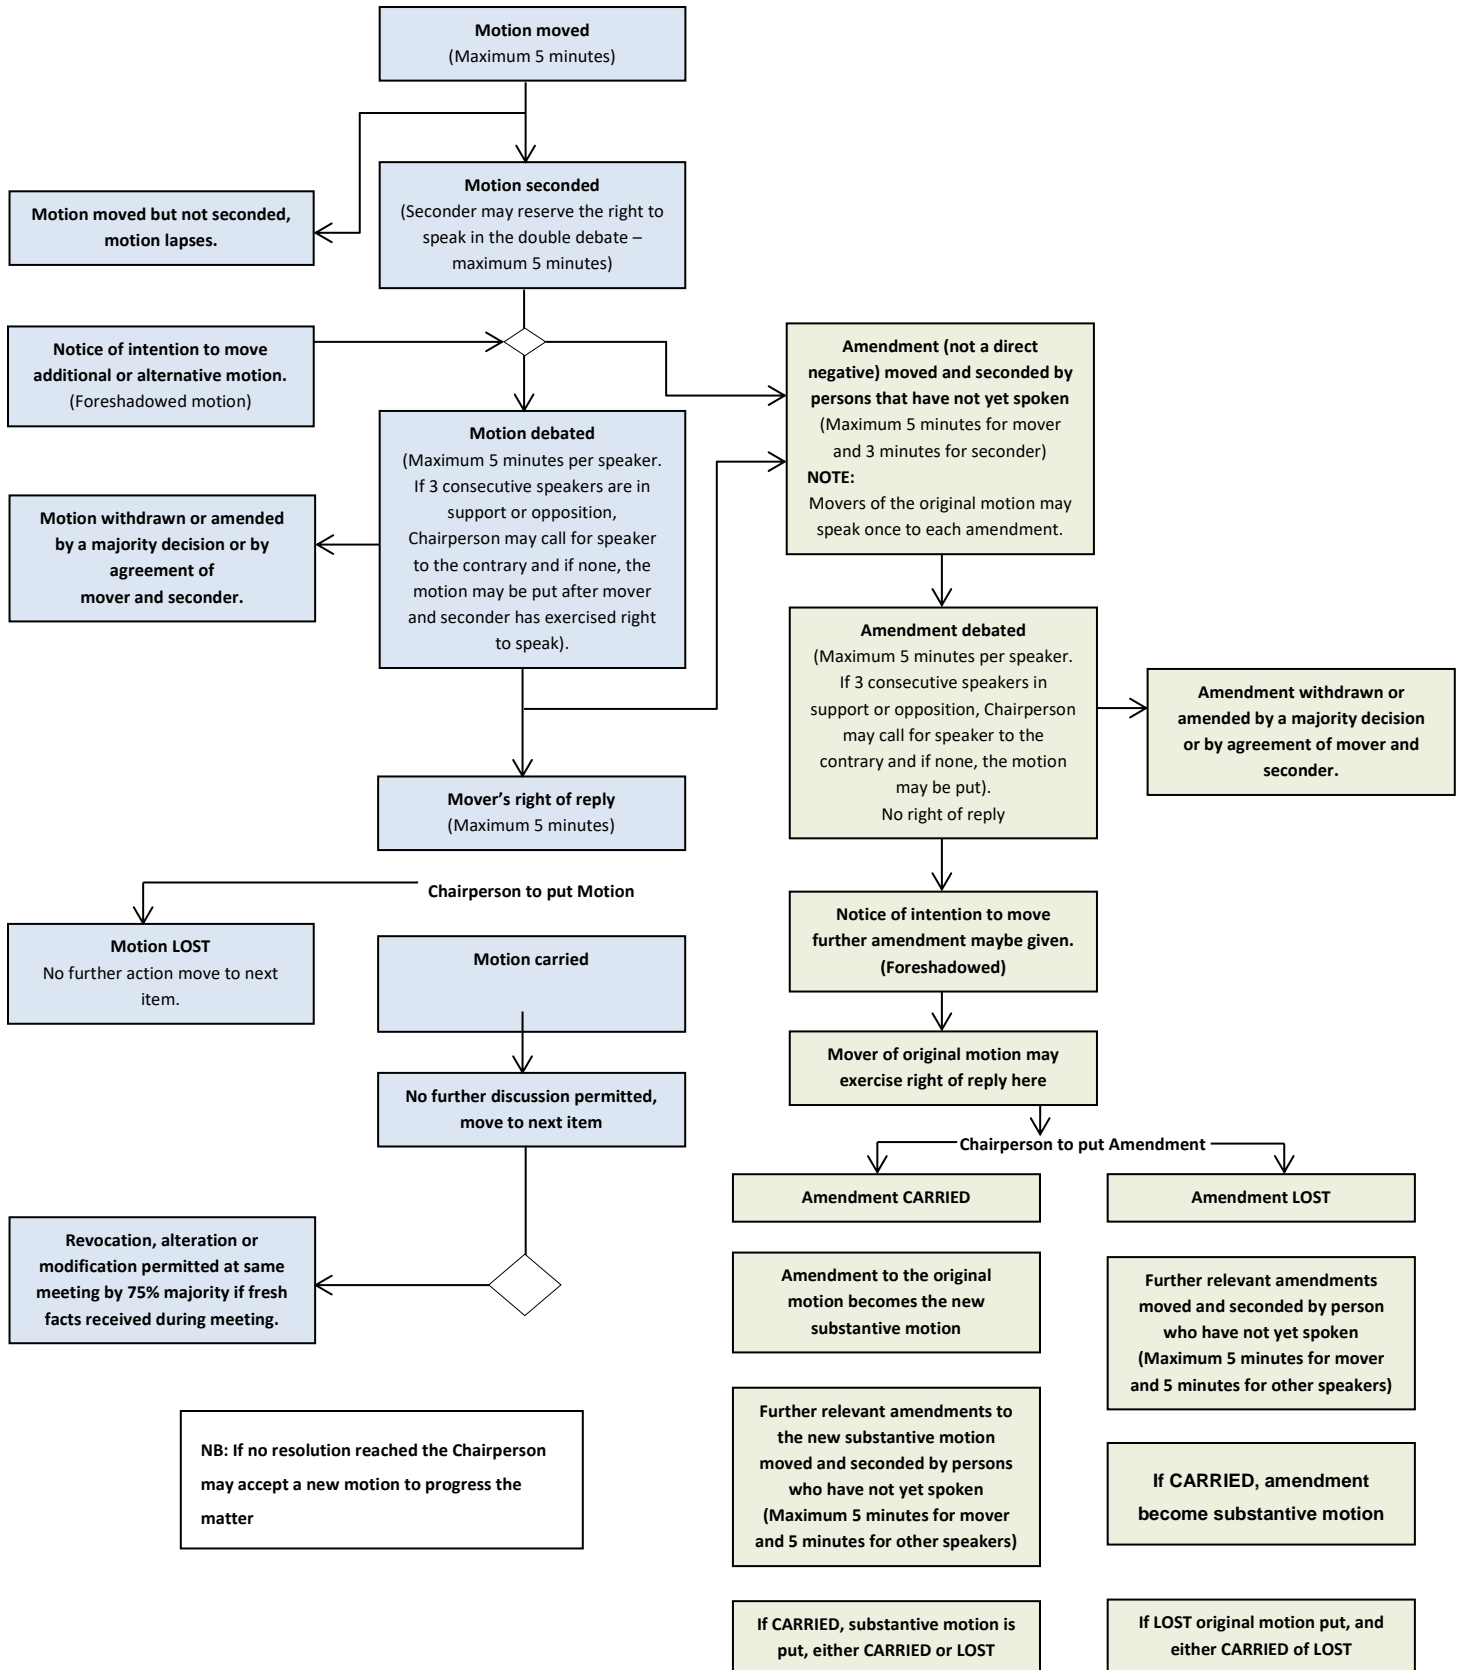 Motion moved
(Maximum 5 minutes)
Motion seconded
(Seconder may reserve the right to
speak in the double debate –
maximum 5 minutes)
Motion moved but not seconded,
motion lapses.
Notice of intention to move
additional or alternative motion.
(Foreshadowed motion)
Motion debated
(Maximum 5 minutes per speaker.
If 3 consecutive speakers are in
support or opposition,
Chairperson may call for speaker
to the contrary and if none, the
motion may be put after mover
and seconder has exercised right
to speak).
Motion withdrawn or amended
by a majority decision or by
agreement of
mover and seconder.
Mover’s right of reply
(Maximum 5 minutes)
Chairperson to put Motion
Motion LOST
No further action move to next
item.
Motion carried
No further discussion permitted,
move to next item
Revocation, alteration or
modification permitted at same
meeting by 75% majority if fresh
facts received during meeting.
NB: If no resolution reached the Chairperson
may accept a new motion to progress the
matter
Amendment (not a direct
negative) moved and seconded by
persons that have not yet spoken
(Maximum 5 minutes for mover
and 3 minutes for seconder)
NOTE:
Movers of the original motion may
speak once to each amendment.
Amendment debated
(Maximum 5 minutes per speaker.
If 3 consecutive speakers in
support or opposition, Chairperson
may call for speaker to the
contrary and if none, the motion
may be put).
No right of reply
Amendment withdrawn or
amended by a majority decision
or by agreement of mover and
seconder.
Notice of intention to move
further amendment maybe given.
(Foreshadowed)
Mover of original motion may
exercise right of reply here
Chairperson to put Amendment
Amendment CARRIED
Amendment to the original
motion becomes the new
substantive motion
Further relevant amendments to
the new substantive motion
moved and seconded by persons
who have not yet spoken
(Maximum 5 minutes for mover
and 5 minutes for other speakers)
If CARRIED, substantive motion is
put, either CARRIED or LOST
Amendment LOST
Further relevant amendments
moved and seconded by person
who have not yet spoken
(Maximum 5 minutes for mover
and 5 minutes for other speakers)
If CARRIED, amendment
become substantive motion
If LOST original motion put, and
either CARRIED of LOST